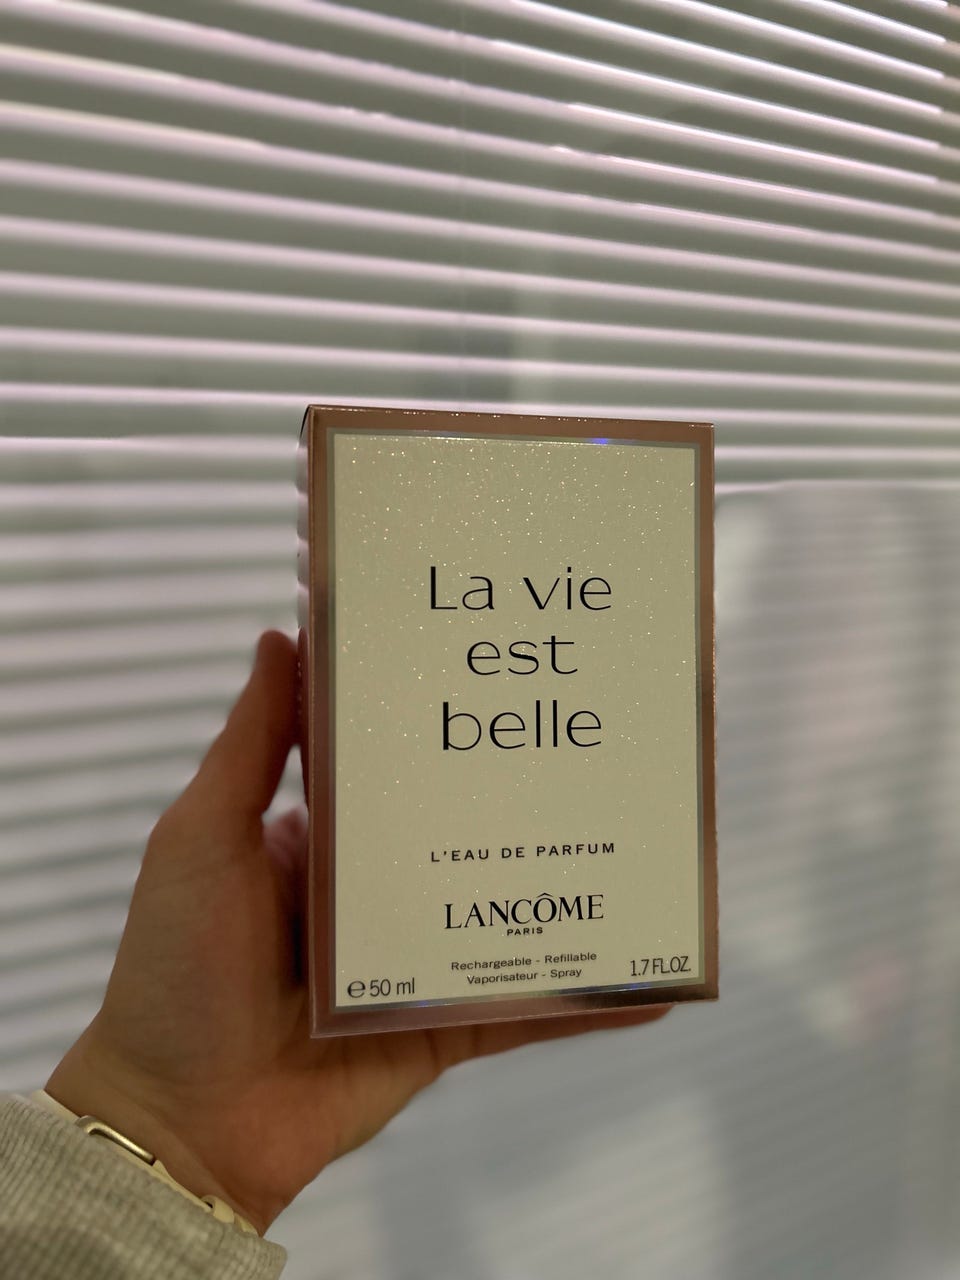 La vie
est
belle
L'EAU DE PARFUM
LANCÔME
PARIS
Rechargeable - Refillable
Vaporisateur - Spray
℮ 50 ml
1.7 FL.OZ.